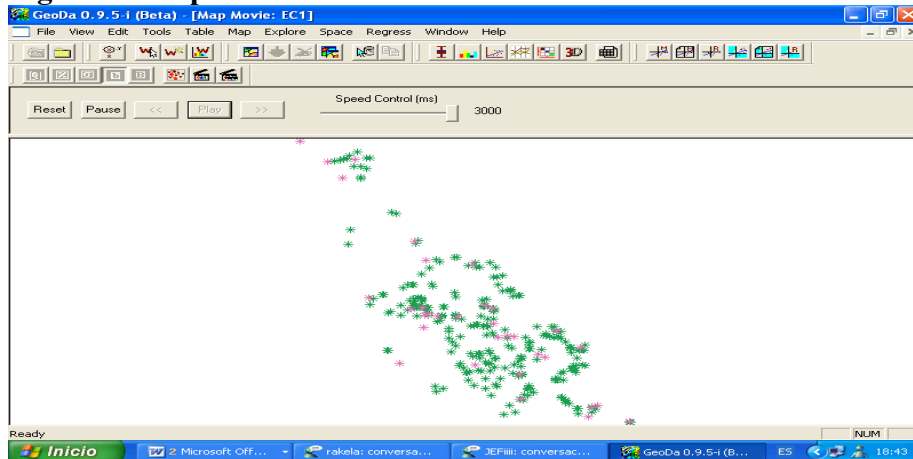 GeoDa 0.9.5-i (Beta) - [Map Movie: EC1]
File View Edit Tools Table Map Explore Space Regress Window Help
3D
Reset Pause << Play >> Speed Control (ms) 3000
Ready NUM
Inicio 2 Microsoft Off... rakela: conversa... JEFiiii: conversac... GeoDa 0.9.5-i (B... ES 18:43